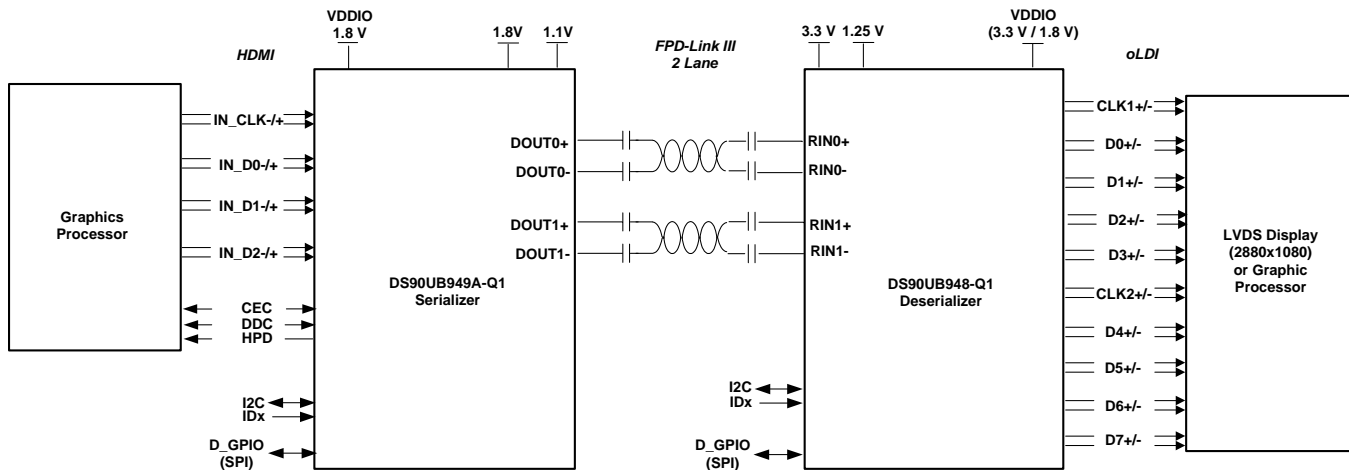 VDDIO
1.8 V
1.8V
1.1V
HDMI
FPD-Link III
2 Lane
3.3 V
1.25 V
VDDIO
(3.3 V / 1.8 V)
oLDI
Graphics
Processor
IN_CLK-/+
IN_D0-/+
IN_D1-/+
IN_D2-/+
CEC
DDC
HPD
I2C
IDx
D_GPIO
(SPI)
DS90UB949A-Q1
Serializer
DOUT0+
DOUT0-
DOUT1+
DOUT1-
RIN0+
RIN0-
RIN1+
RIN1-
DS90UB948-Q1
Deserializer
I2C
IDx
D_GPIO
(SPI)
CLK1+/-
D0+/-
D1+/-
D2+/-
D3+/-
CLK2+/-
D4+/-
D5+/-
D6+/-
D7+/-
LVDS Display
(2880x1080)
or Graphic
Processor